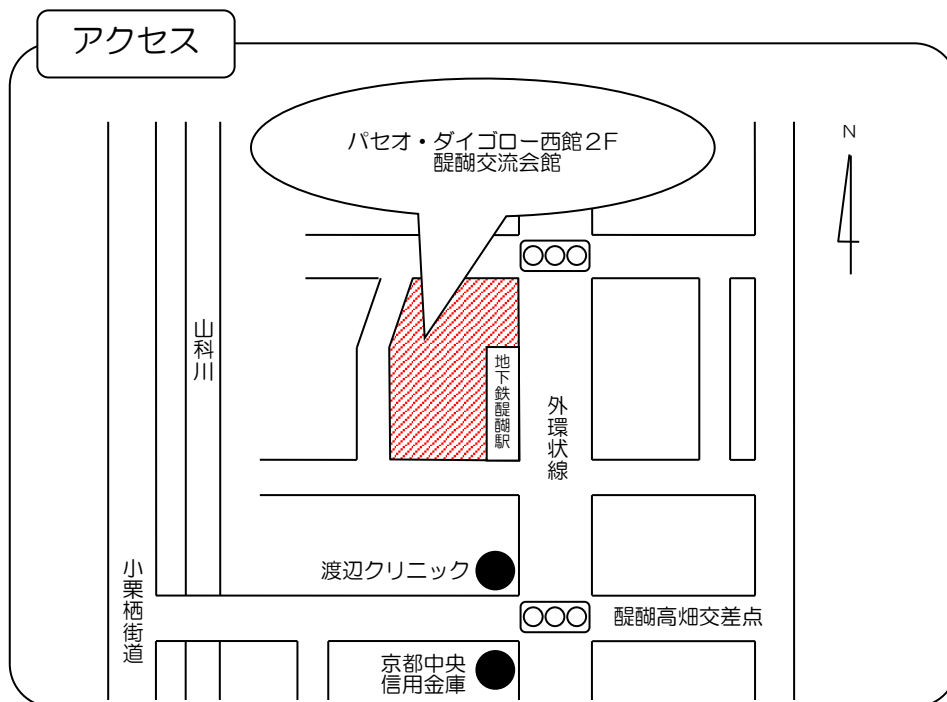 アクセス
パセオ・ダイゴロー西館２F
醍醐交流会館
N
山科川
地下鉄醍醐駅
外環状線
小栗栖街道
渡辺クリニック
醍醐高畑交差点
京都中央
信用金庫